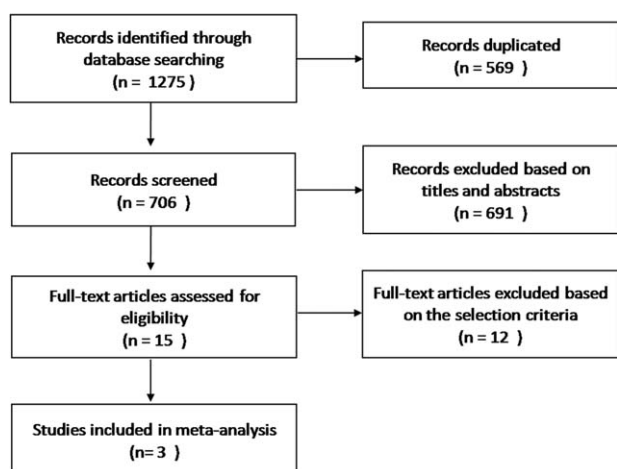 Records identified through
database searching
(n = 1275 )
Records duplicated
(n = 569 )
Records screened
(n = 706 )
Records excluded based on
titles and abstracts
(n = 691 )
Full-text articles assessed for
eligibility
(n = 15 )
Full-text articles excluded based
on the selection criteria
(n = 12 )
Studies included in meta-analysis
(n= 3 )